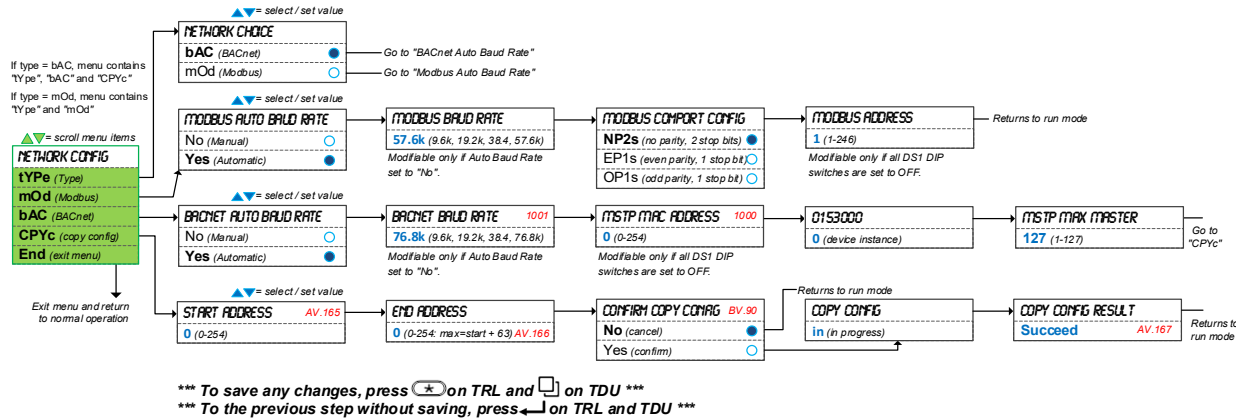 ▲▼= select / set value
NETWORK CHOICE
bAC (BACnet)
mOd (Modbus)
Go to "BACnet Auto Baud Rate"
Go to "Modbus Auto Baud Rate"
If type = bAC, menu contains
"tYpe", "bAC" and "CPYc"
If type = mOd, menu contains
"tYpe" and "mOd"
▲▼= scroll menu items
NETWORK CONFIG
tYPe (Type)
mOd (Modbus)
bAC (BACnet)
CPYc (copy config)
End (exit menu)
Exit menu and return
to normal operation
▲▼= select / set value
MODBUS AUTO BAUD RATE
No (Manual)
Yes (Automatic)
MODBUS BAUD RATE
57.6k (9.6k, 19.2k, 38.4, 57.6k)
Modifiable only if Auto Baud Rate
set to "No".
MODBUS COMPORT CONFIG
NP2s (no parity, 2 stop bits)
EP1s (even parity, 1 stop bit)
OP1s (odd parity, 1 stop bit)
MODBUS ADDRESS
1 (1-246)
Modifiable only if all DS1 DIP
switches are set to OFF.
Returns to run mode
▲▼= select / set value
BACNET AUTO BAUD RATE
No (Manual)
Yes (Automatic)
BACNET BAUD RATE 1001
76.8k (9.6k, 19.2k, 38.4, 76.8k)
Modifiable only if Auto Baud Rate
set to "No".
MSTP MAC ADDRESS 1000
0 (0-254)
Modifiable only if all DS1 DIP
switches are set to OFF.
0153000
0 (device instance)
MSTP MAX MASTER
127 (1-127)
Go to
"CPYc"
▲▼= select / set value
START ADDRESS AV.165
0 (0-254)
END ADDRESS
0 (0-254: max=start + 63) AV.166
CONFIRM COPY CONFIG BV.90
No (cancel)
Yes (confirm)
Returns to run mode
COPY CONFIG
in (in progress)
COPY CONFIG RESULT
Succeed AV.167
Returns to
run mode
*** To save any changes, press * on TRL and on TDU ***
*** To the previous step without saving, press on TRL and TDU ***